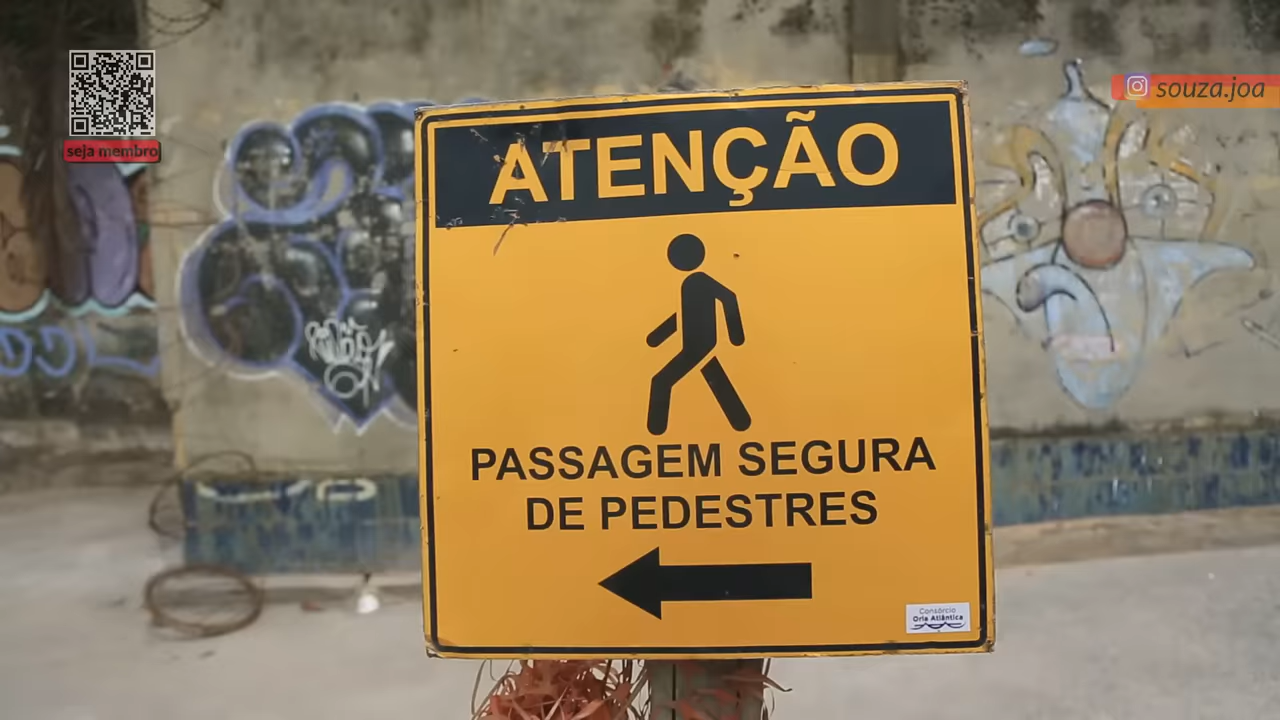 seja membro
souza.joa
ATENÇÃO
PASSAGEM SEGURA
DE PEDESTRES
Consórcio
Orla Atlântica